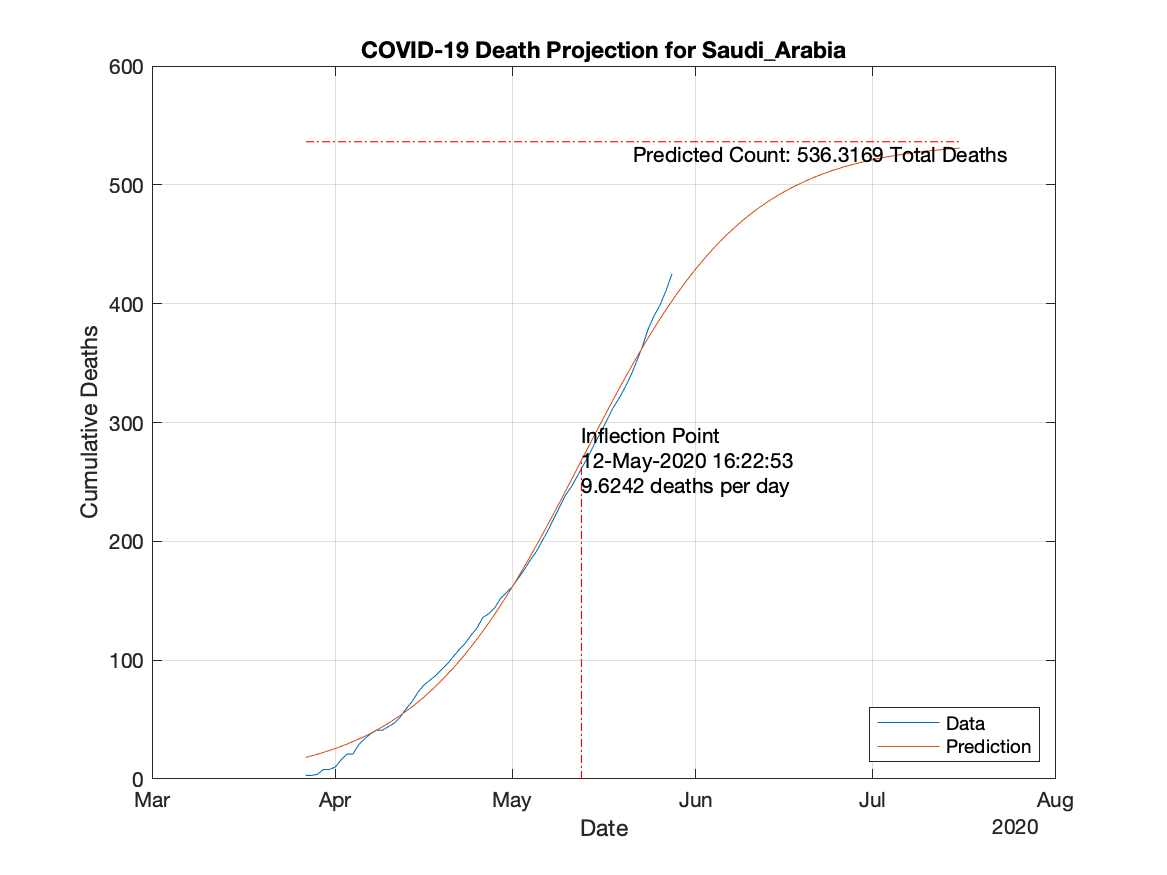 COVID-19 Death Projection for Saudi_Arabia
600
500
400
300
200
100
0
Cumulative Deaths
Predicted Count: 536.3169 Total Deaths
Inflection Point
12-May-2020 16:22:53
9.6242 deaths per day
Data
Prediction
Mar Apr May Jun Jul Aug
Date
2020